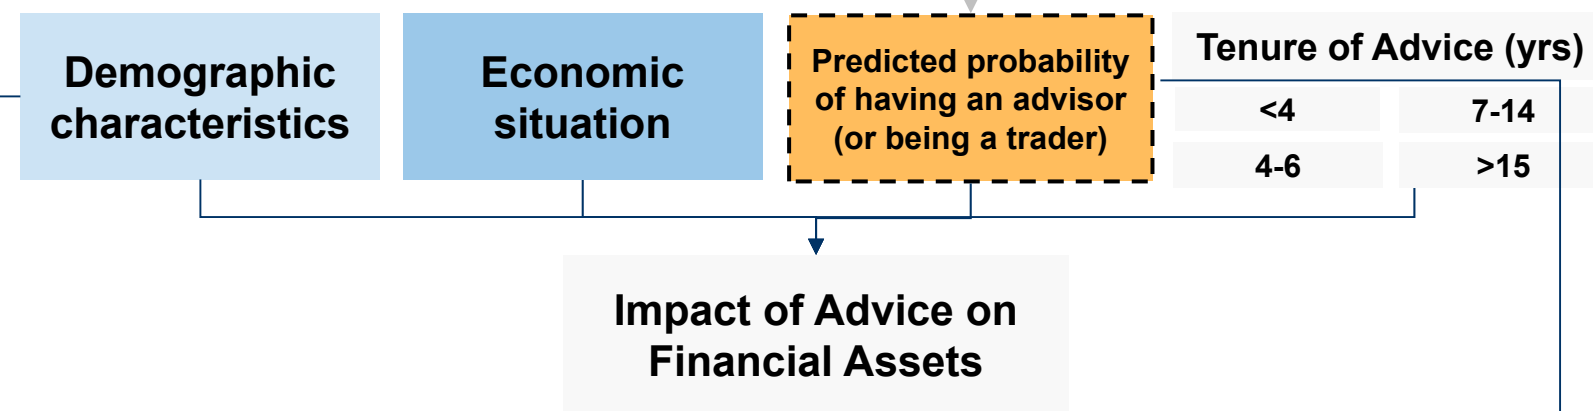 Demographic
characteristics
Economic
situation
Predicted probability
of having an advisor
(or being a trader)
Tenure of Advice (yrs)
<4
7-14
4-6
>15
Impact of Advice on
Financial Assets